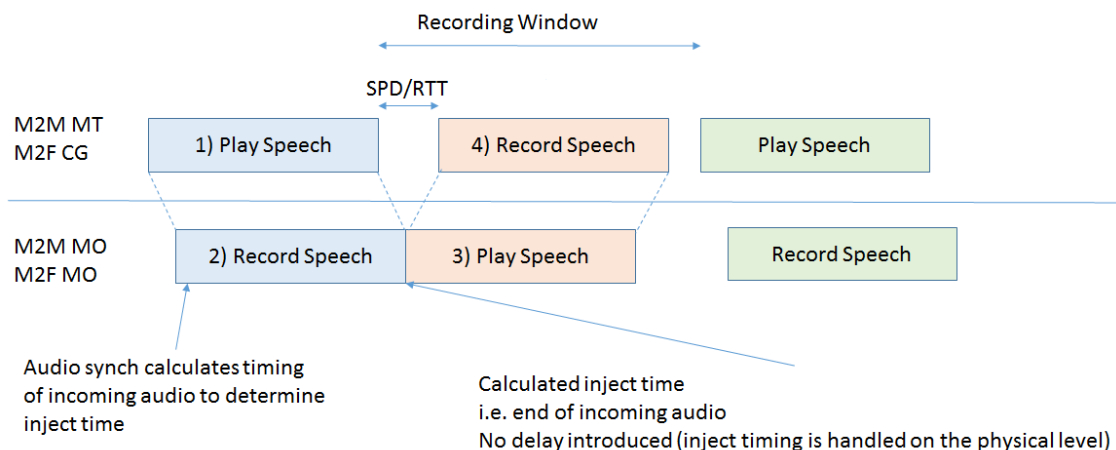 Recording Window
SPD/RTT
M2M MT
M2F CG
1) Play Speech
4) Record Speech
Play Speech
M2M MO
M2F MO
2) Record Speech
3) Play Speech
Record Speech
Audio synch calculates timing
of incoming audio to determine
inject time
Calculated inject time
i.e. end of incoming audio
No delay introduced (inject timing is handled on the physical level)